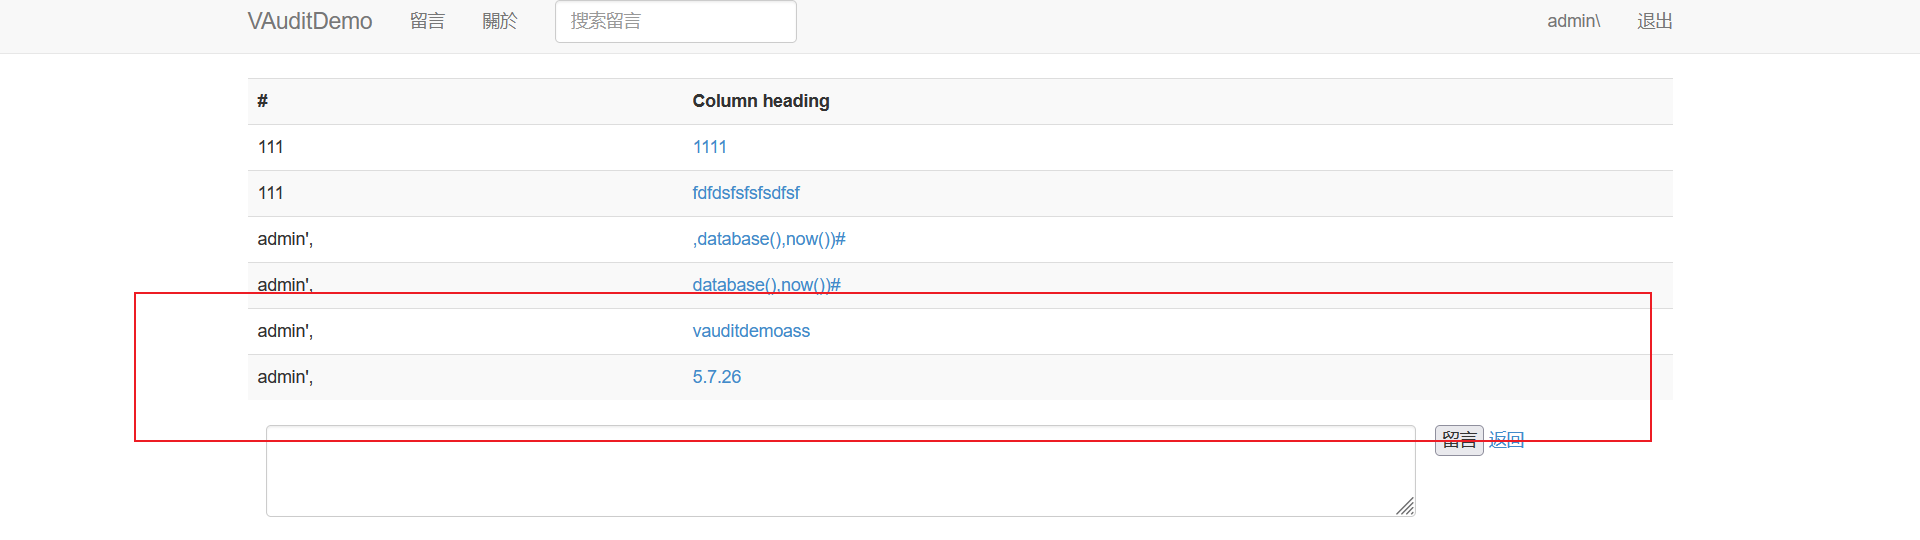 VAuditDemo 留言 關於 搜索留言 admin\ 退出
# Column heading
111 1111
111 fdfdsfsfsfsdfsf
admin', ,database(),now())#
admin', database(),now())#
admin', vauditdemoass
admin', 5.7.26
留言 返回